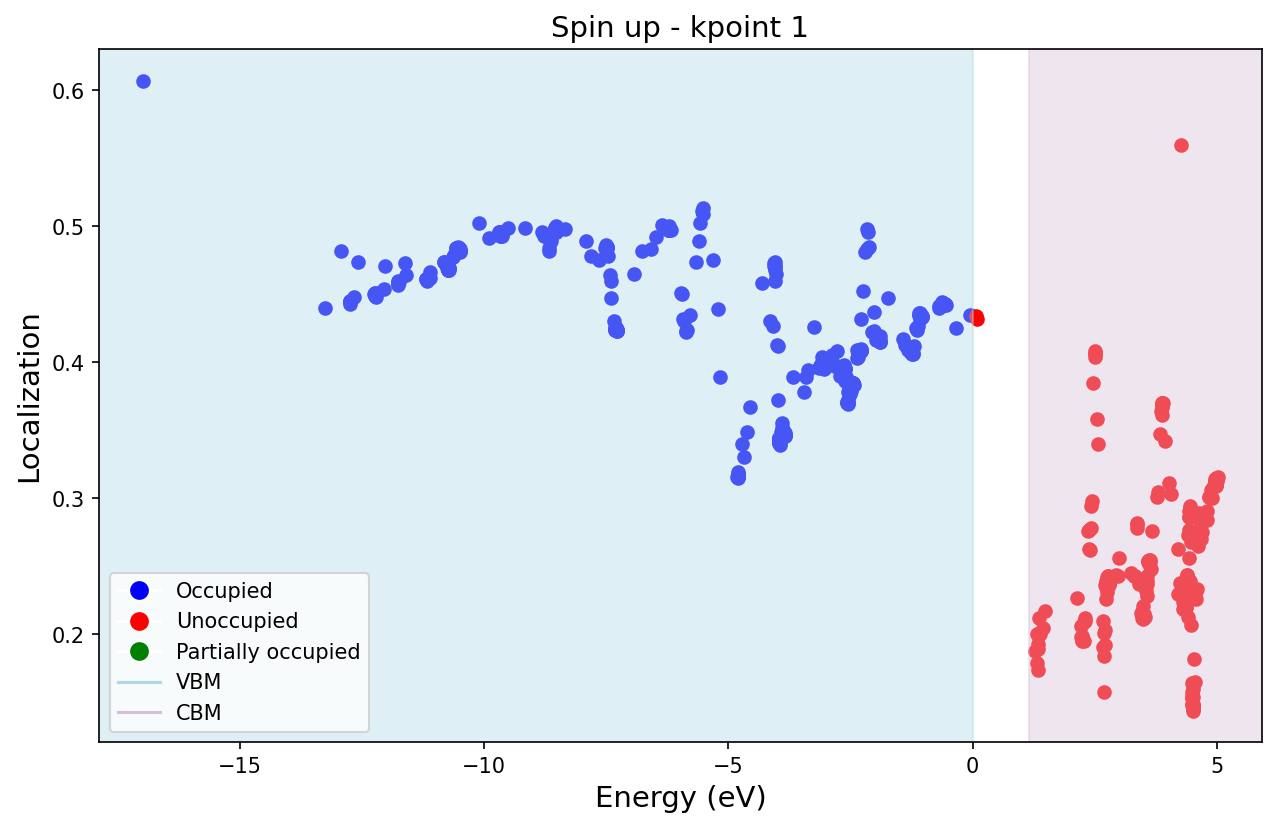 Spin up - kpoint 1
Localization
0.6
0.5
0.4
0.3
0.2
Occupied
Unoccupied
Partially occupied
VBM
CBM
−15
−10
−5
0
5
Energy (eV)